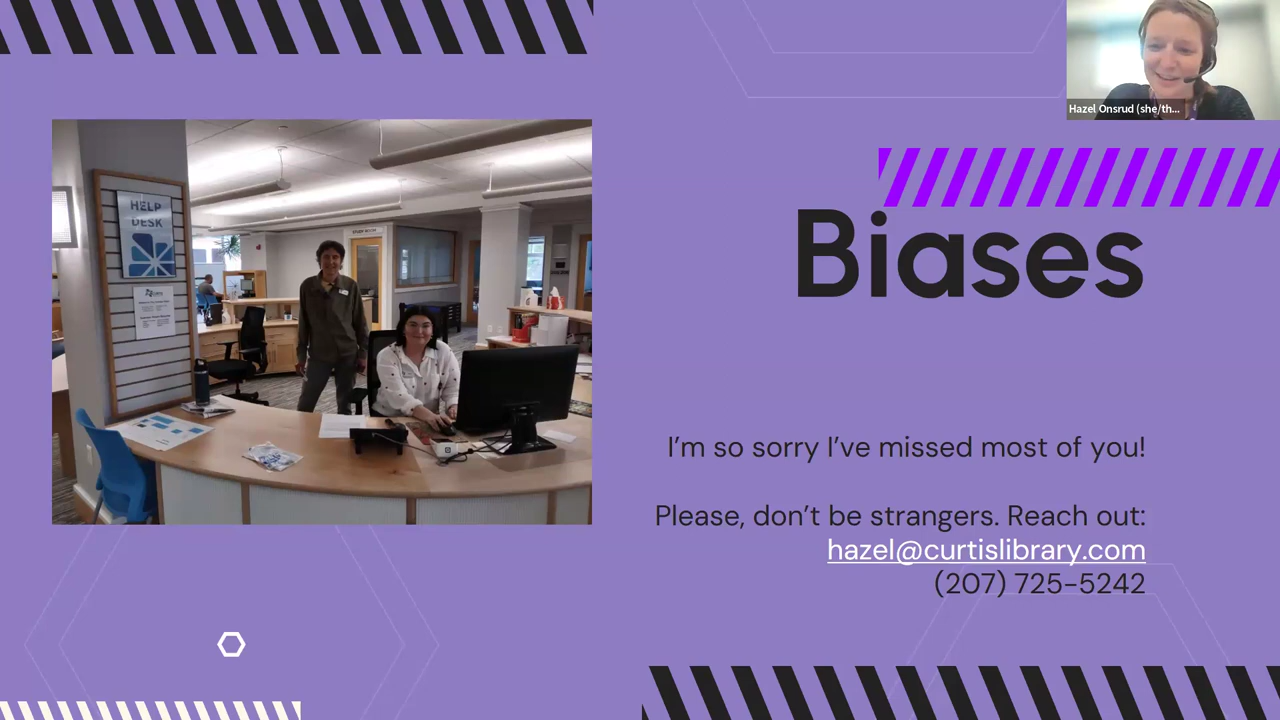 Hazel Onsrud (she/th...
HELP
DESK
Biases
I'm so sorry I've missed most of you!
Please, don't be strangers. Reach out:
hazel@curtislibrary.com
(207) 725-5242